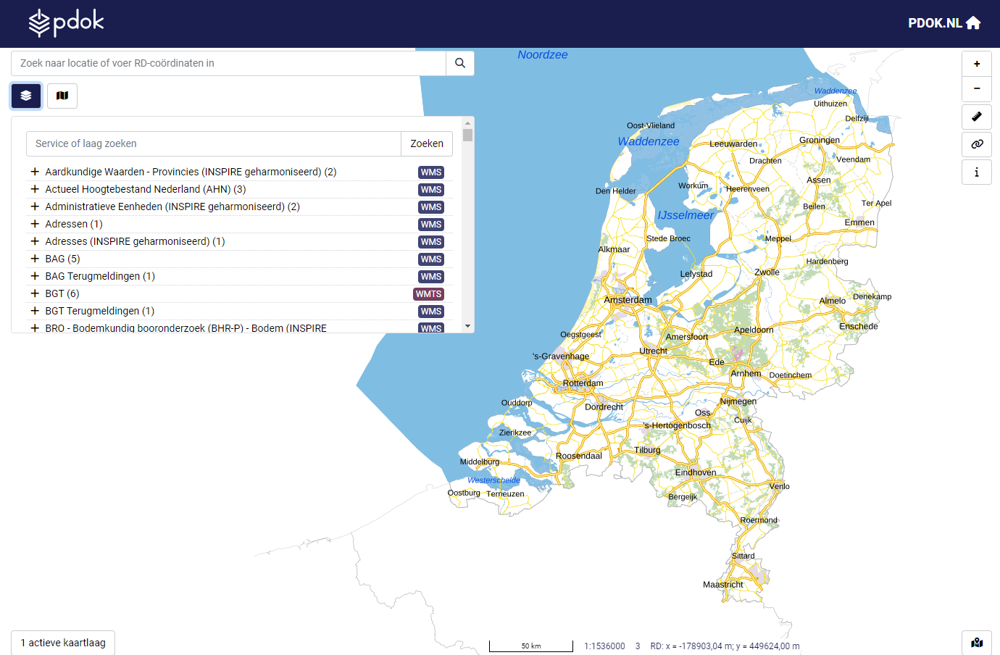 pdok
PDOK.NL
Zoek naar locatie of voer RD-coördinaten in
Service of laag zoeken
Zoeken
Aardkundige Waarden - Provincies (INSPIRE geharmoniseerd) (2) WMS
Actueel Hoogtebestand Nederland (AHN) (3) WMS
Administratieve Eenheden (INSPIRE geharmoniseerd) (2) WMS
Adressen (1) WMS
Adresses (INSPIRE geharmoniseerd) (1) WMS
BAG (5) WMS
BAG Terugmeldingen (1) WMS
BGT (6) WMTS
BGT Terugmeldingen (1) WMS
BRO - Bodemkundig booronderzoek (BHR-P) - Bodem (INSPIRE WMS
+
−
i
Noordzee
Waddenzee
Uithuizen
Delfzijl
Oost-Vlieland
Waddenzee
Leeuwarden
Groningen
Drachten
Veendam
Assen
Den Helder
Workum
Heerenveen
Beilen
Ter Apel
IJsselmeer
Emmen
Stede Broec
Meppel
Alkmaar
Hardenberg
Lelystad
Zwolle
Amsterdam
Almelo
Denekamp
Oegstgeest
Amersfoort
Apeldoorn
Enschede
's-Gravenhage
Utrecht
Ede
Rotterdam
Arnhem
Doetinchem
Ouddorp
Dordrecht
Nijmegen
Oss
Cuijk
's-Hertogenbosch
Zierikzee
Tilburg
Roosendaal
Middelburg
Eindhoven
Westerschelde
Venlo
Oostburg
Terneuzen
Bergeijk
Roermond
Sittard
Maastricht
1 actieve kaartlaag
50 km
1:1536000 3 RD: x = -178903,04 m; y = 449624,00 m